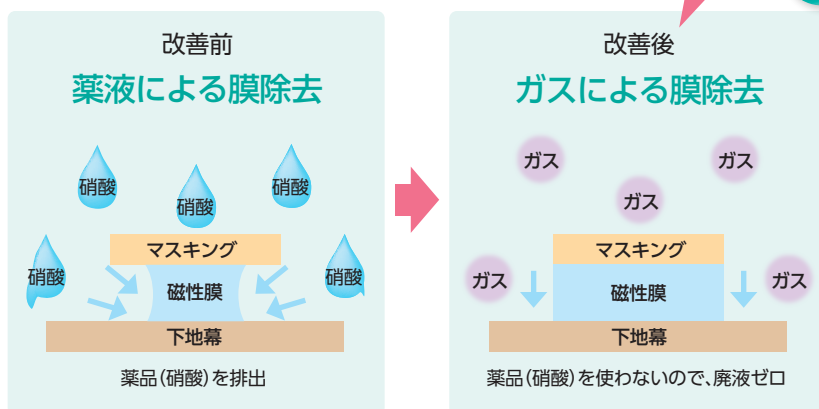 改善前
薬液による膜除去
硝酸
硝酸
硝酸
硝酸
硝酸
マスキング
磁性膜
下地幕
薬品(硝酸)を排出
改善後
ガスによる膜除去
ガス
ガス
ガス
ガス
ガス
マスキング
磁性膜
下地幕
薬品(硝酸)を使わないので、廃液ゼロ